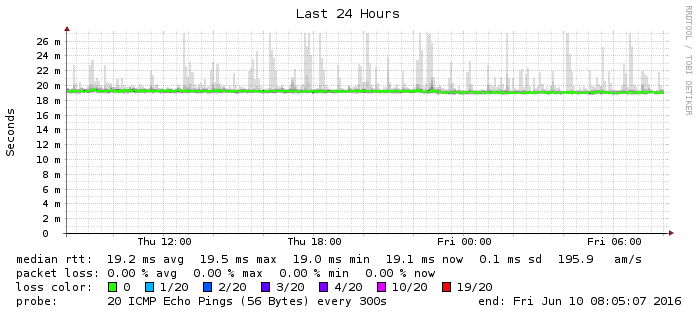 Last 24 Hours
RRDTOOL / TOBI OETIKER
Seconds
26 m
24 m
22 m
20 m
18 m
16 m
14 m
12 m
10 m
8 m
6 m
4 m
2 m
0
Thu 12:00 Thu 18:00 Fri 00:00 Fri 06:00
median rtt: 19.2 ms avg 19.5 ms max 19.0 ms min 19.1 ms now 0.1 ms sd 195.9 am/s
packet loss: 0.00 % avg 0.00 % max 0.00 % min 0.00 % now
loss color: 0 1/20 2/20 3/20 4/20 10/20 19/20
probe: 20 ICMP Echo Pings (56 Bytes) every 300s end: Fri Jun 10 08:05:07 2016